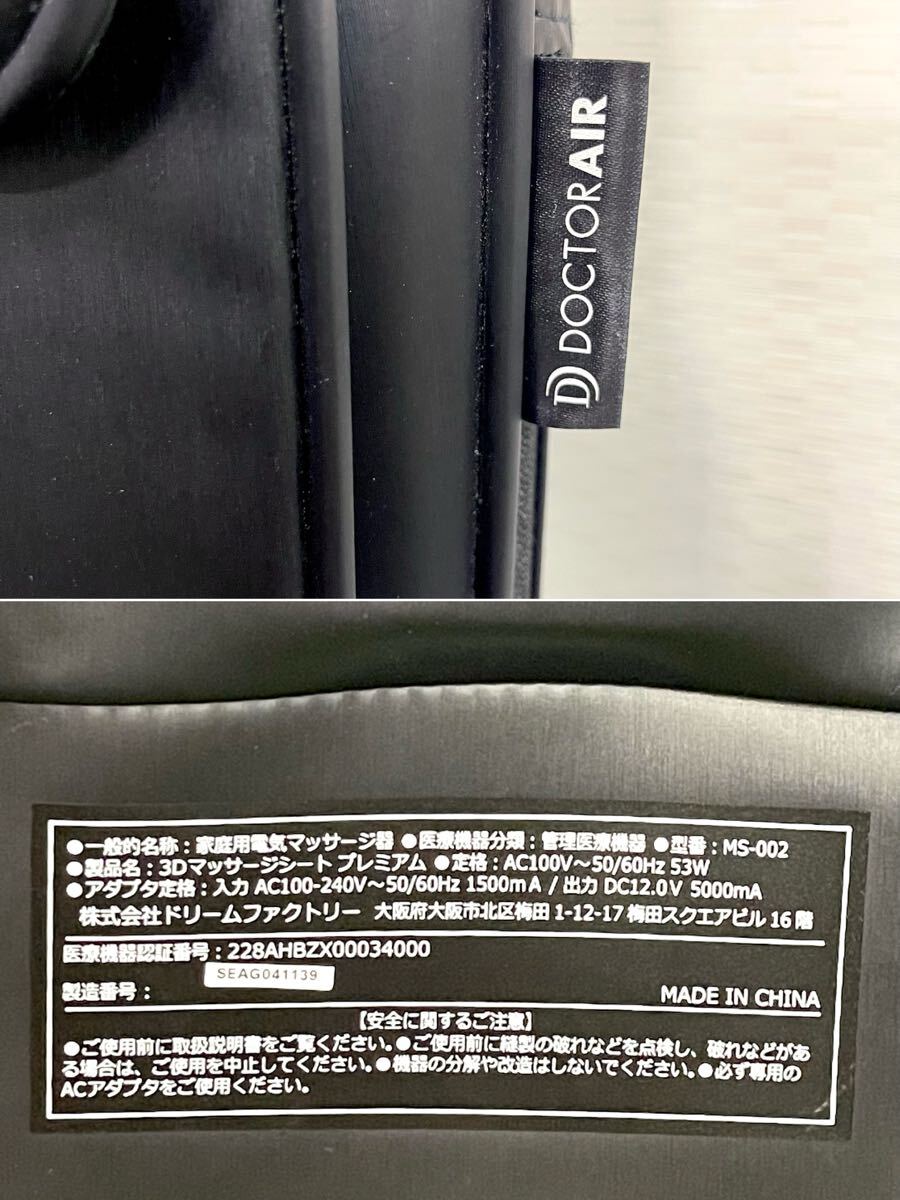 DOCTORAIR
●一般的名称：家庭用電気マッサージ器 ●医療機器分類：管理医療機器 ●型番：MS-002
●製品名：3Dマッサージシート プレミアム ●定格：AC100V～50/60Hz 53W
●アダプタ定格：入力 AC100-240V～50/60Hz 1500mA / 出力 DC12.0V 5000mA
株式会社ドリームファクトリー 大阪府大阪市北区梅田 1-12-17 梅田スクエアビル 16 階
医療機器認証番号：228AHBZX00034000
SEAG041139
製造番号：
MADE IN CHINA
【安全に関するご注意】
●ご使用前に取扱説明書をご覧ください。●ご使用前に縫製の破れなどを点検し、破れなどがあ
る場合は、ご使用を中止してください。●機器の分解や改造はしないでください。●必ず専用の
ACアダプタをご使用ください。